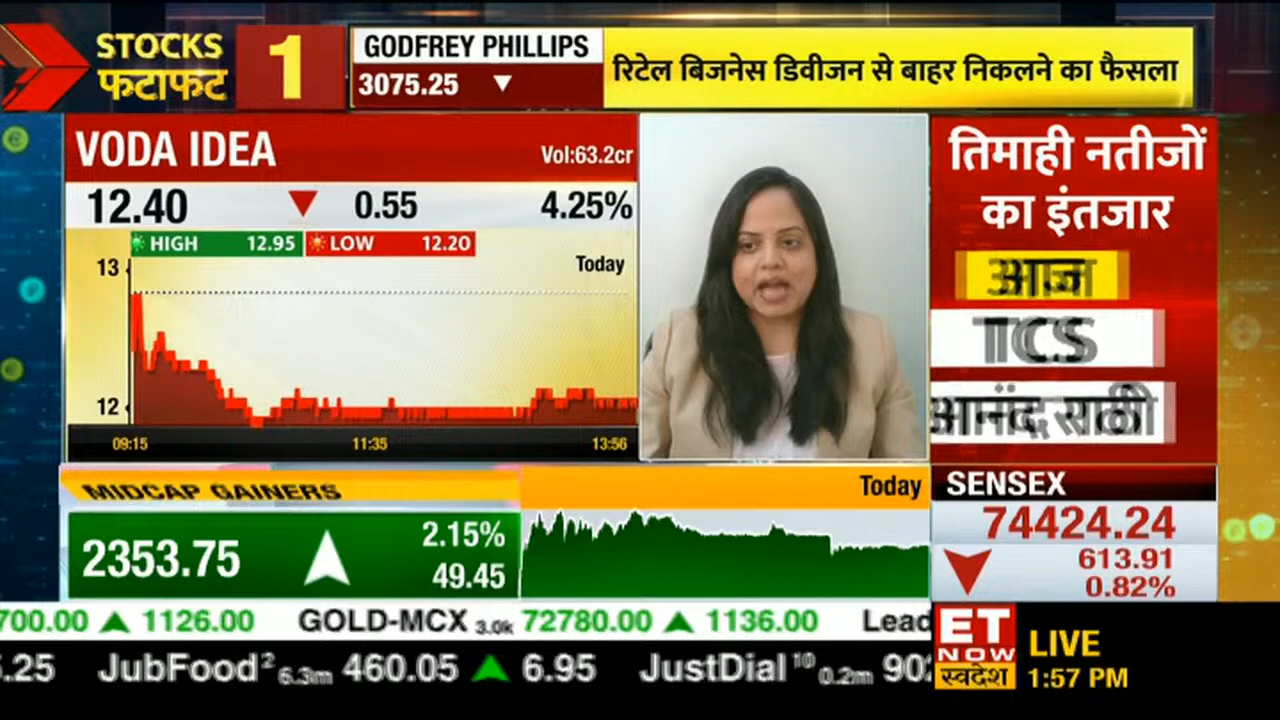 STOCKS
फटाफट
1
GODFREY PHILLIPS
3075.25 ▼
रिटेल बिजनेस डिवीजन से बाहर निकलने का फैसला
VODA IDEA
Vol:63.2cr
12.40 ▼ 0.55 4.25%
HIGH 12.95 LOW 12.20
Today
13
12
09:15 11:35 13:56
तिमाही नतीजों
का इंतजार
आज
TCS
आनंद राठी
MIDCAP GAINERS
Today
2353.75 ▲ 2.15%
49.45
SENSEX
74424.24
▼ 613.91
0.82%
700.00 ▲ 1126.00 GOLD-MCX 3.0k 72780.00 ▲ 1136.00 Lead
.25 JubFood² 6.3m 460.05 ▲ 6.95 JustDial¹⁰ 0.2m 902
ET
NOW
स्वदेश
LIVE
1:57 PM